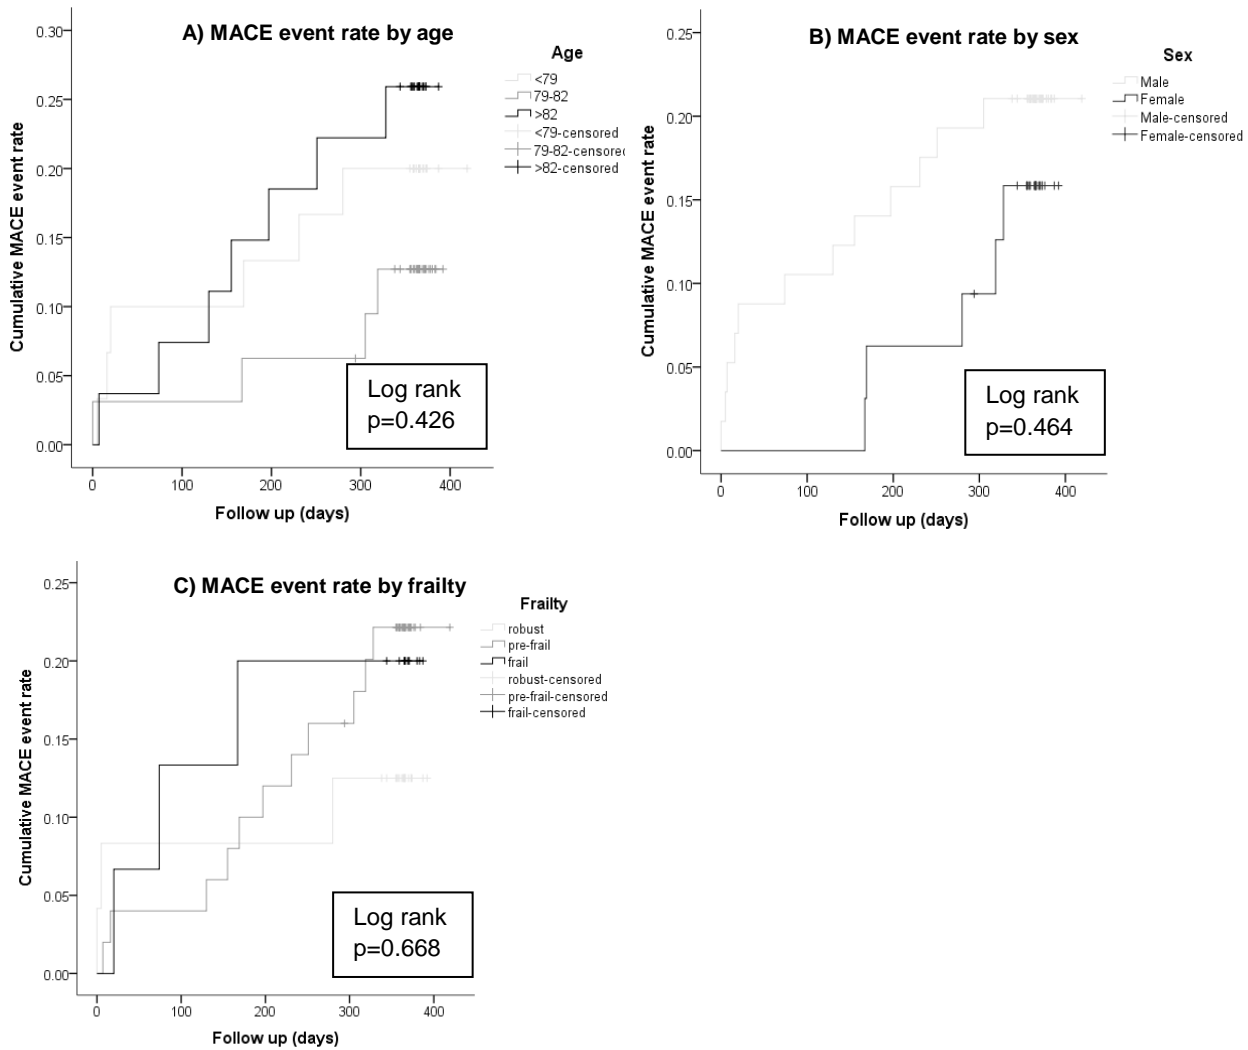 A) MACE event rate by age
Cumulative MACE event rate
0.30
0.25
0.20
0.15
0.10
0.05
0.00
0 100 200 300 400
Follow up (days)
Age
<79
79-82
>82
<79-censored
79-82-censored
>82-censored
Log rank
p=0.426
B) MACE event rate by sex
Cumulative MACE event rate
0.25
0.20
0.15
0.10
0.05
0.00
0 100 200 300 400
Follow up (days)
Sex
Male
Female
Male-censored
Female-censored
Log rank
p=0.464
C) MACE event rate by frailty
Cumulative MACE event rate
0.25
0.20
0.15
0.10
0.05
0.00
0 100 200 300 400
Follow up (days)
Frailty
robust
pre-frail
frail
robust-censored
pre-frail-censored
frail-censored
Log rank
p=0.668